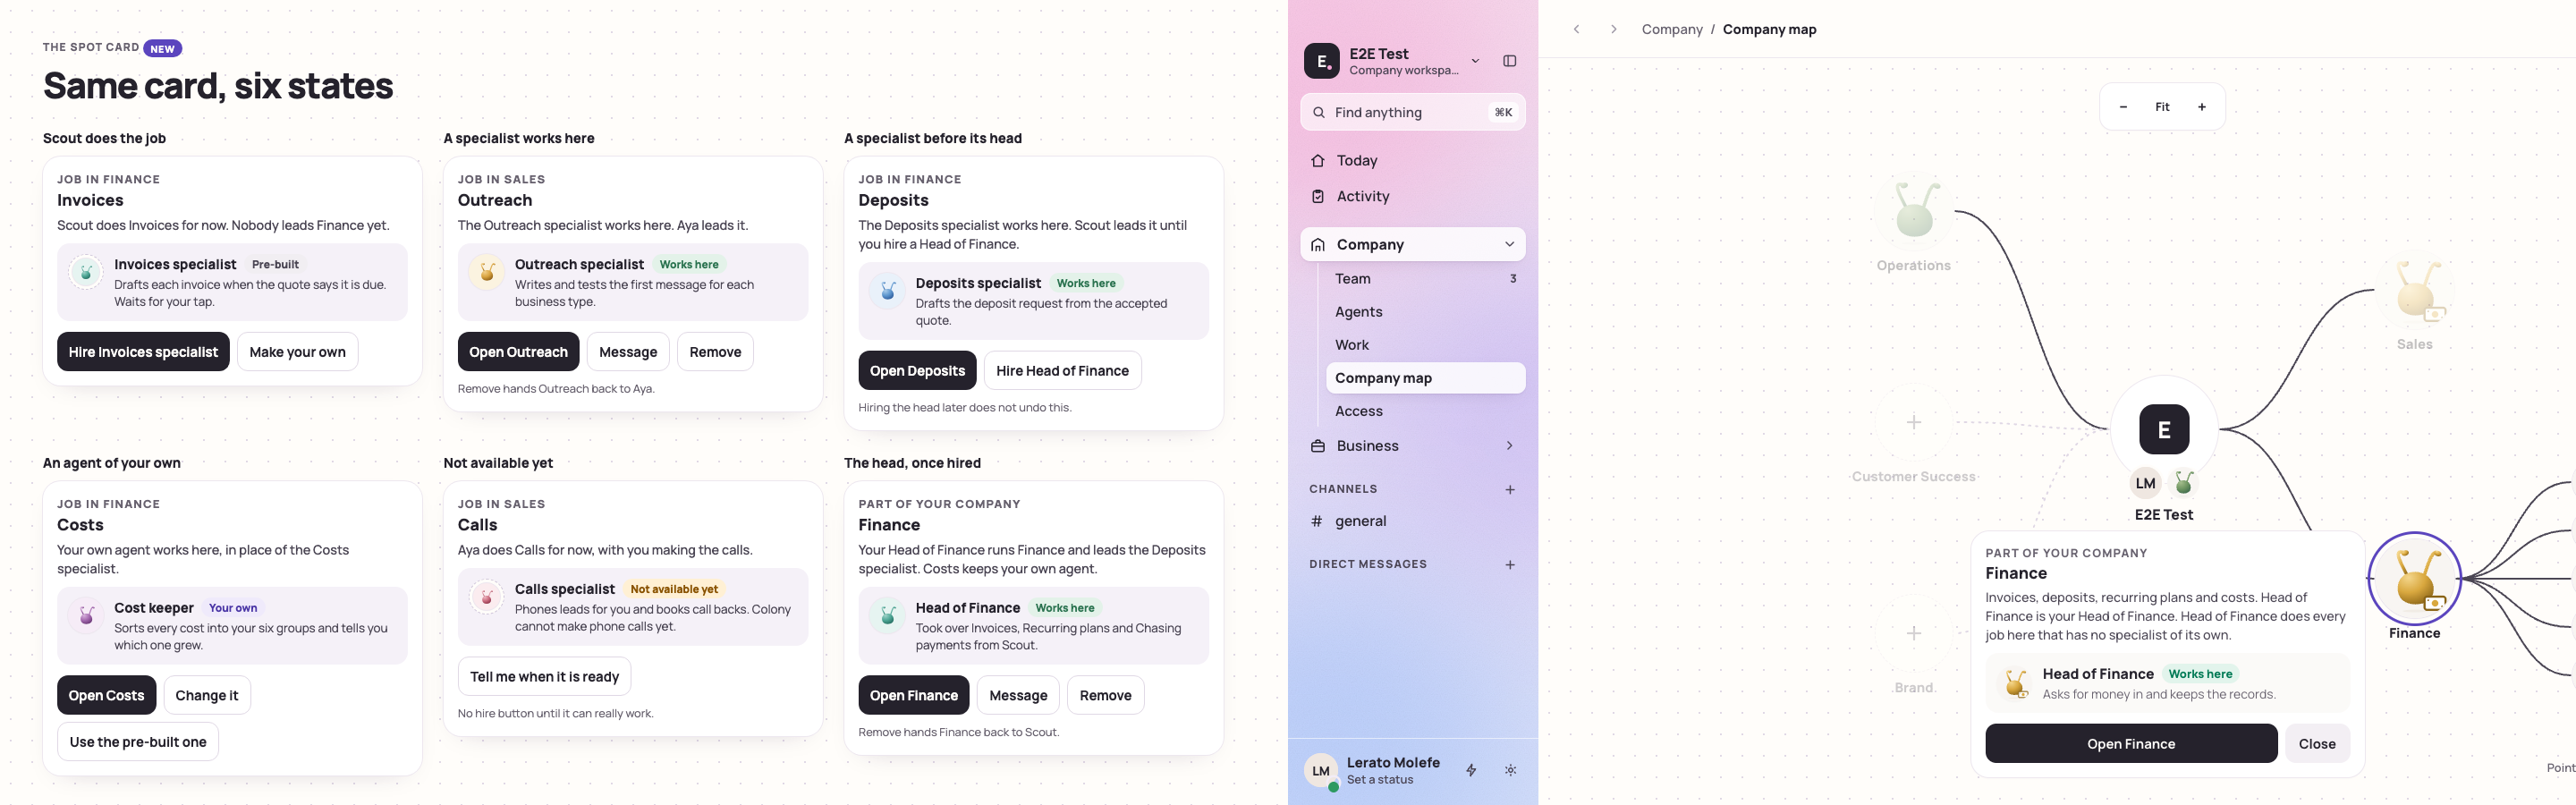 THE SPOT CARD NEW
Same card, six states
Scout does the job
JOB IN FINANCE
Invoices
Scout does Invoices for now. Nobody leads Finance yet.
Invoices specialist Pre-built
Drafts each invoice when the quote says it is due.
Waits for your tap.
Hire Invoices specialist Make your own
A specialist works here
JOB IN SALES
Outreach
The Outreach specialist works here. Aya leads it.
Outreach specialist Works here
Writes and tests the first message for each
business type.
Open Outreach Message Remove
Remove hands Outreach back to Aya.
A specialist before its head
JOB IN FINANCE
Deposits
The Deposits specialist works here. Scout leads it until
you hire a Head of Finance.
Deposits specialist Works here
Drafts the deposit request from the accepted
quote.
Open Deposits Hire Head of Finance
Hiring the head later does not undo this.
An agent of your own
JOB IN FINANCE
Costs
Your own agent works here, in place of the Costs
specialist.
Cost keeper Your own
Sorts every cost into your six groups and tells you
which one grew.
Open Costs Change it
Use the pre-built one
Not available yet
JOB IN SALES
Calls
Aya does Calls for now, with you making the calls.
Calls specialist Not available yet
Phones leads for you and books call backs. Colony
cannot make phone calls yet.
Tell me when it is ready
No hire button until it can really work.
The head, once hired
PART OF YOUR COMPANY
Finance
Your Head of Finance runs Finance and leads the Deposits
specialist. Costs keeps your own agent.
Head of Finance Works here
Took over Invoices, Recurring plans and Chasing
payments from Scout.
Open Finance Message Remove
Remove hands Finance back to Scout.
E. E2E Test
Company workspa...
Find anything ⌘K
Today
Activity
Company
Team 3
Agents
Work
Company map
Access
Business
CHANNELS
# general
DIRECT MESSAGES
LM Lerato Molefe
Set a status
Company / Company map
− Fit +
Operations
Sales
Customer Success
Brand
E
LM
E2E Test
PART OF YOUR COMPANY
Finance
Invoices, deposits, recurring plans and costs. Head of
Finance is your Head of Finance. Head of Finance does every
job here that has no specialist of its own.
Head of Finance Works here
Asks for money in and keeps the records.
Open Finance Close
Finance
Point